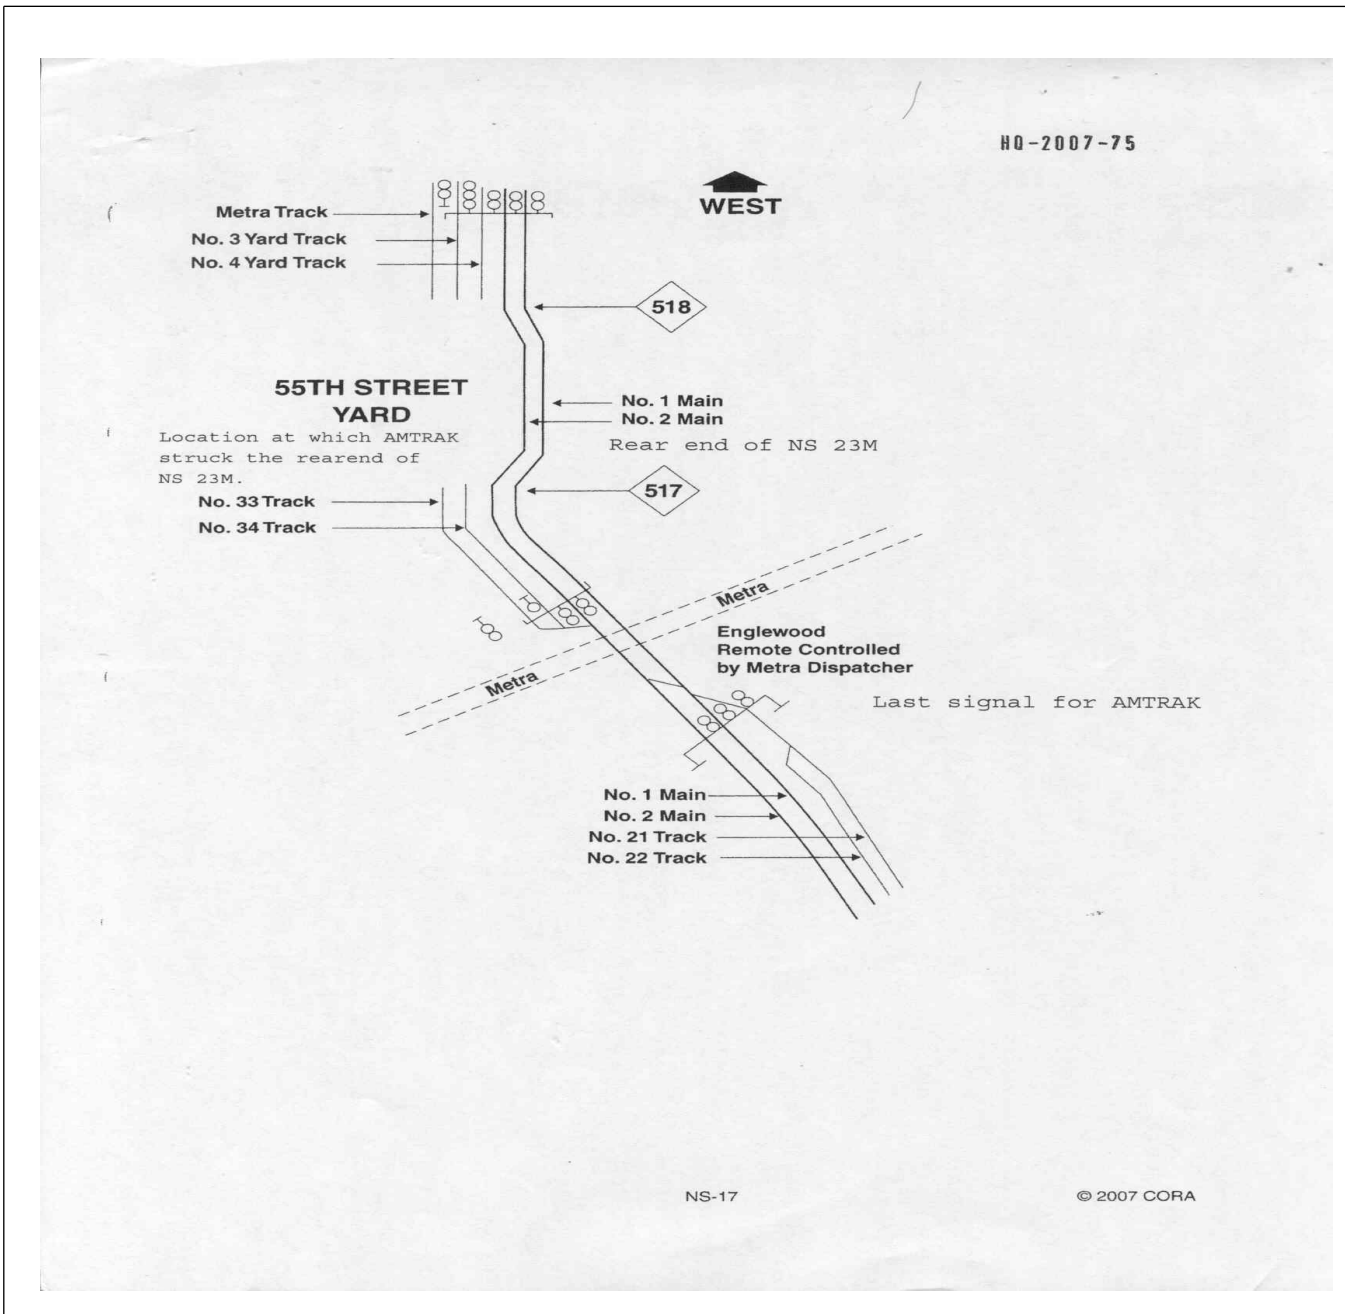 HQ-2007-75
WEST
Metra Track
No. 3 Yard Track
No. 4 Yard Track
518
55TH STREET
YARD
No. 1 Main
No. 2 Main
Location at which AMTRAK
struck the rearend of
NS 23M.
Rear end of NS 23M
517
No. 33 Track
No. 34 Track
Metra
Englewood
Remote Controlled
by Metra Dispatcher
Metra
Last signal for AMTRAK
No. 1 Main
No. 2 Main
No. 21 Track
No. 22 Track
NS-17
© 2007 CORA